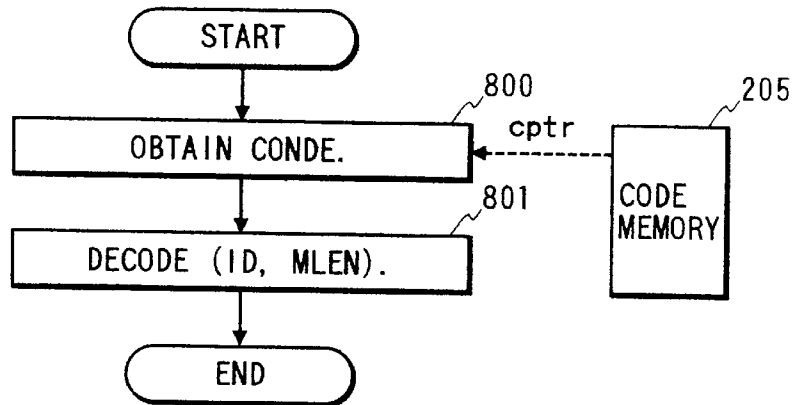 START
800
OBTAIN CONDE.
cptr
205
CODE
MEMORY
801
DECODE (ID, MLEN).
END